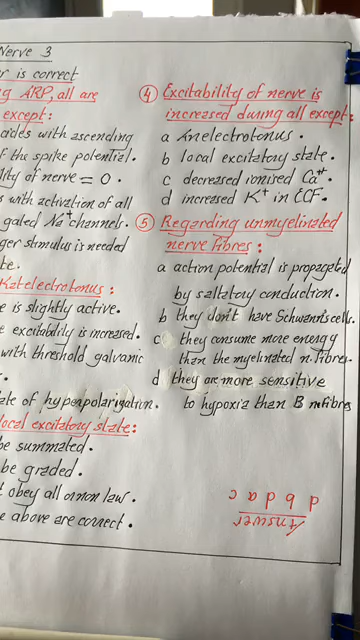 Nerve 3
r is correct
ng ARP, all are
except:
cides with ascending
f the spike potential.
lity of nerve = 0.
s with activation of all
gated Na+ channels.
ger stimulus is needed
te.
Katelectrotonus:
e is slightly active.
e excitability is increased.
with threshold galvanic
ate of hyperpolarization.
local excitatory state:
be summated.
be graded.
t obey all or non law.
e above are correct.
④ Excitability of nerve is
increased during all except:
a Anelectrotonus.
b local excitatory state.
c decreased ionised Ca++.
d increased K+ in ECF.
⑤ Regarding unmyelinated
nerve fibres:
a action potential is propagated
by saltatory conduction.
b they don't have Schwann's cells.
c they consume more energy
than the myelinated n. fibres.
d they are more sensitive
to hypoxia than B n fibres
Answer
d b d a c